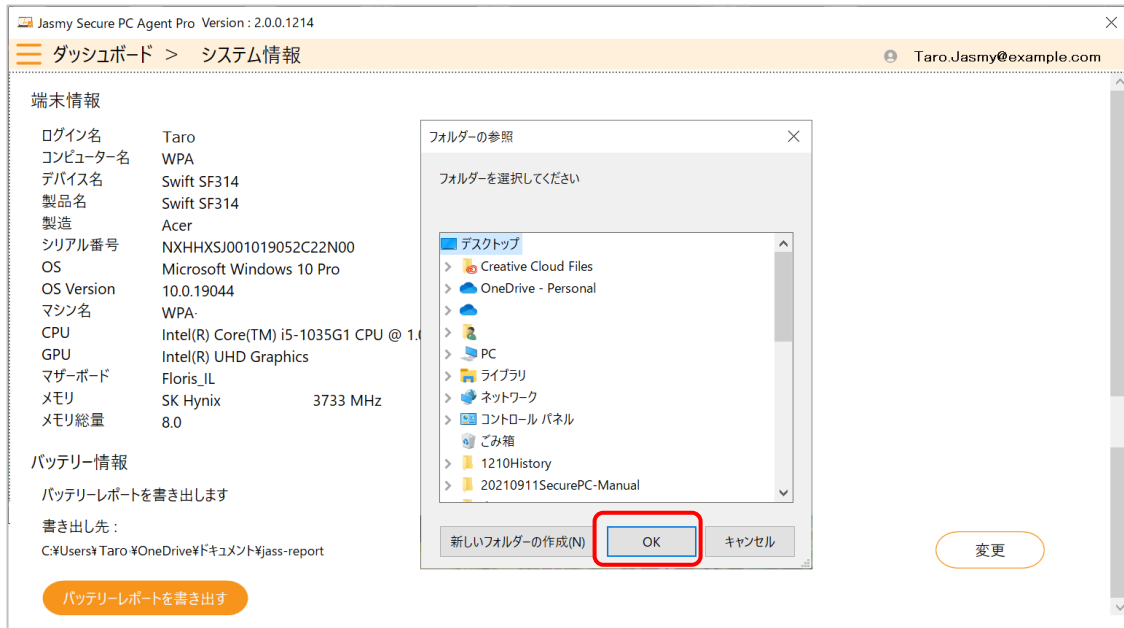 Jasmy Secure PC Agent Pro Version : 2.0.0.1214
ダッシュボード > システム情報
Taro.Jasmy@example.com
端末情報
ログイン名 Taro
コンピューター名 WPA
デバイス名 Swift SF314
製品名 Swift SF314
製造 Acer
シリアル番号 NXHHXSJ001019052C22N00
OS Microsoft Windows 10 Pro
OS Version 10.0.19044
マシン名 WPA-
CPU Intel(R) Core(TM) i5-1035G1 CPU @ 1.0
GPU Intel(R) UHD Graphics
マザーボード Floris_IL
メモリ SK Hynix 3733 MHz
メモリ総量 8.0
バッテリー情報
バッテリーレポートを書き出します
書き出し先 :
C:¥Users¥Taro¥OneDrive¥ドキュメント¥jass-report
バッテリーレポートを書き出す
変更
フォルダーの参照
フォルダーを選択してください
デスクトップ
Creative Cloud Files
OneDrive - Personal
PC
ライブラリ
ネットワーク
コントロール パネル
ごみ箱
1210History
20210911SecurePC-Manual
新しいフォルダーの作成(N)
OK
キャンセル